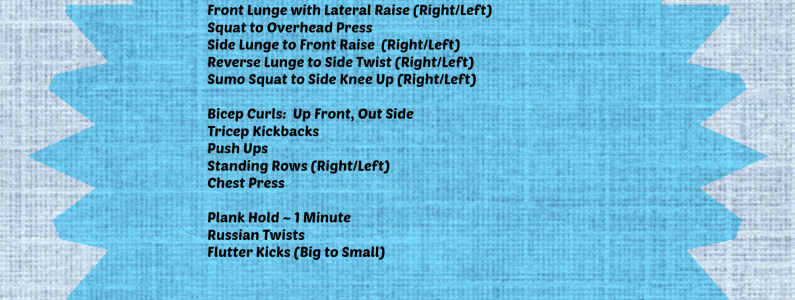 Front Lunge with Lateral Raise (Right/Left)
Squat to Overhead Press
Side Lunge to Front Raise  (Right/Left)
Reverse Lunge to Side Twist (Right/Left)
Sumo Squat to Side Knee Up (Right/Left)

Bicep Curls:  Up Front, Out Side
Tricep Kickbacks
Push Ups
Standing Rows (Right/Left)
Chest Press

Plank Hold ~ 1 Minute
Russian Twists
Flutter Kicks (Big to Small)